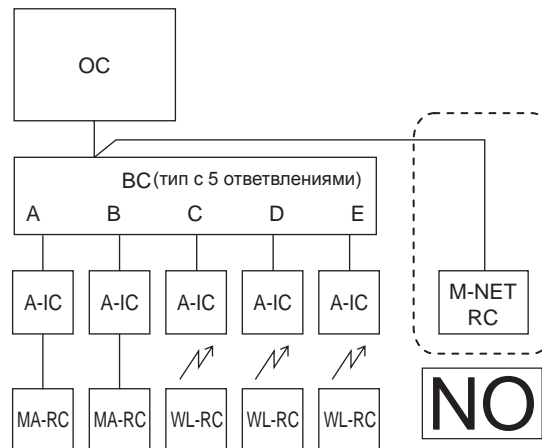 OC
BC (тип с 5 ответвлениями)
A B C D E
A-IC A-IC A-IC A-IC A-IC
M-NET
RC
MA-RC MA-RC WL-RC WL-RC WL-RC
NO